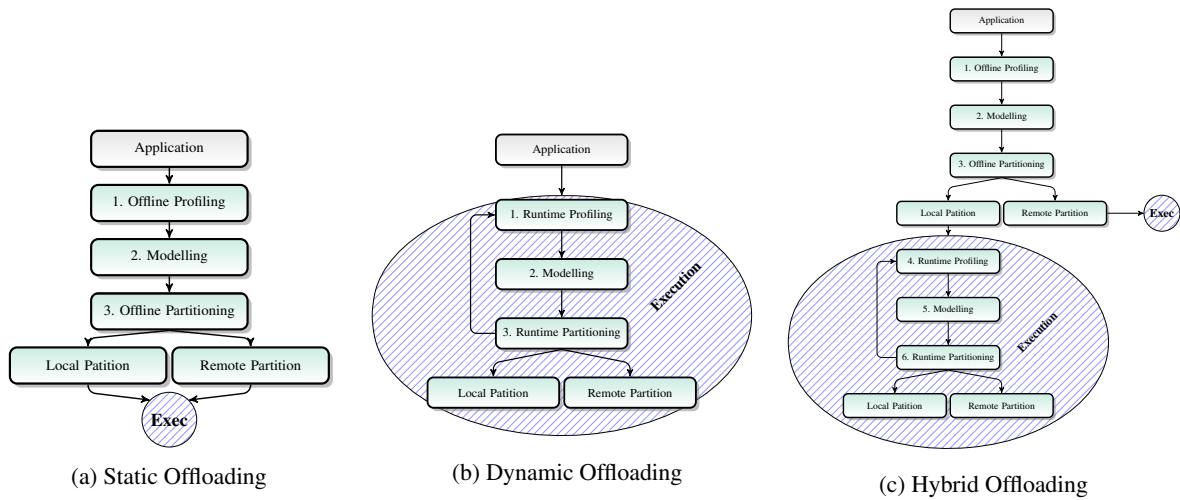 Application
1. Offline Profiling
2. Modelling
3. Offline Partitioning
Local Patition
Remote Partition
Exec
(a) Static Offloading
Application
1. Runtime Profiling
2. Modelling
Execution
3. Runtime Partitioning
Local Patition
Remote Partition
(b) Dynamic Offloading
Application
1. Offline Profiling
2. Modelling
3. Offline Partitioning
Local Patition
Remote Partition
Exec
4. Runtime Profiling
5. Modelling
Execution
6. Runtime Partitioning
Local Patition
Remote Partition
(c) Hybrid Offloading